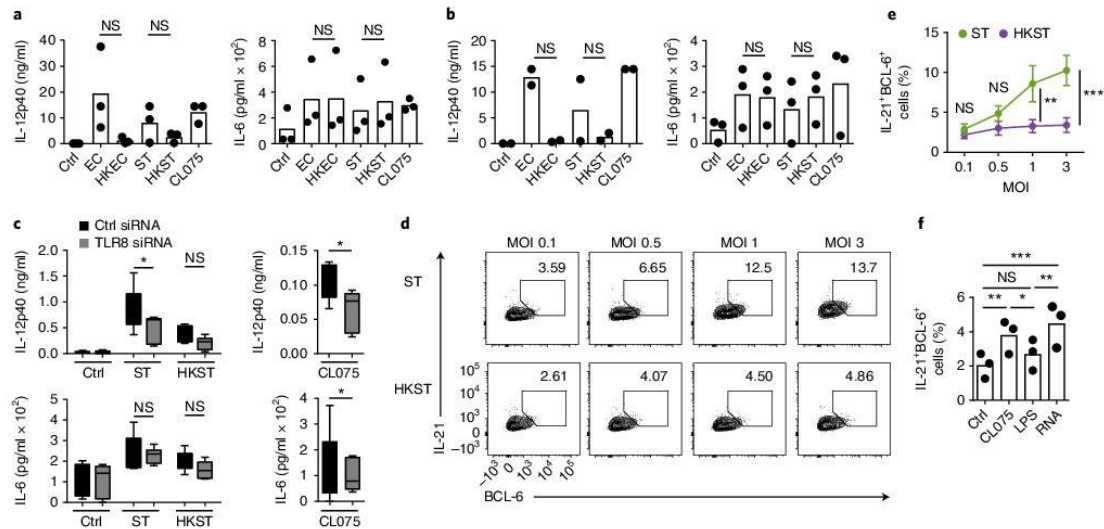 a
IL-12p40 (ng/ml)
40
30
20
10
0
NS NS
Ctrl EC HKEC ST HKST CL075
IL-6 (pg/ml × 10²)
8
6
4
2
0
NS NS
Ctrl EC HKEC ST HKST CL075
b
IL-12p40 (ng/ml)
20
15
10
5
0
NS NS
Ctrl EC HKEC ST HKST CL075
IL-6 (pg/ml × 10²)
6
5
4
3
2
1
0
NS NS
Ctrl EC HKEC ST HKST CL075
e
ST HKST
IL-21⁺BCL-6⁺
cells (%)
15
10
5
0
NS NS ** ***
0.1 0.5 1 3
MOI
c
Ctrl siRNA
TLR8 siRNA
IL-12p40 (ng/ml)
2.0
1.5
1.0
0.5
0.0
* NS
Ctrl ST HKST
IL-12p40 (ng/ml)
0.15
0.10
0.05
0.00
*
CL075
IL-6 (pg/ml × 10²)
5
4
3
2
1
0
NS NS
Ctrl ST HKST
IL-6 (pg/ml × 10²)
4
3
2
1
0
*
CL075
d
MOI 0.1 MOI 0.5 MOI 1 MOI 3
ST
3.59 6.65 12.5 13.7
HKST
2.61 4.07 4.50 4.86
IL-21
10⁵
10⁴
10³
0
−10³
−10³ 0 10³ 10⁴ 10⁵
BCL-6
f
IL-21⁺BCL-6⁺
cells (%)
6
4
2
0
***
NS **
** *
Ctrl CL075 LPS RNA